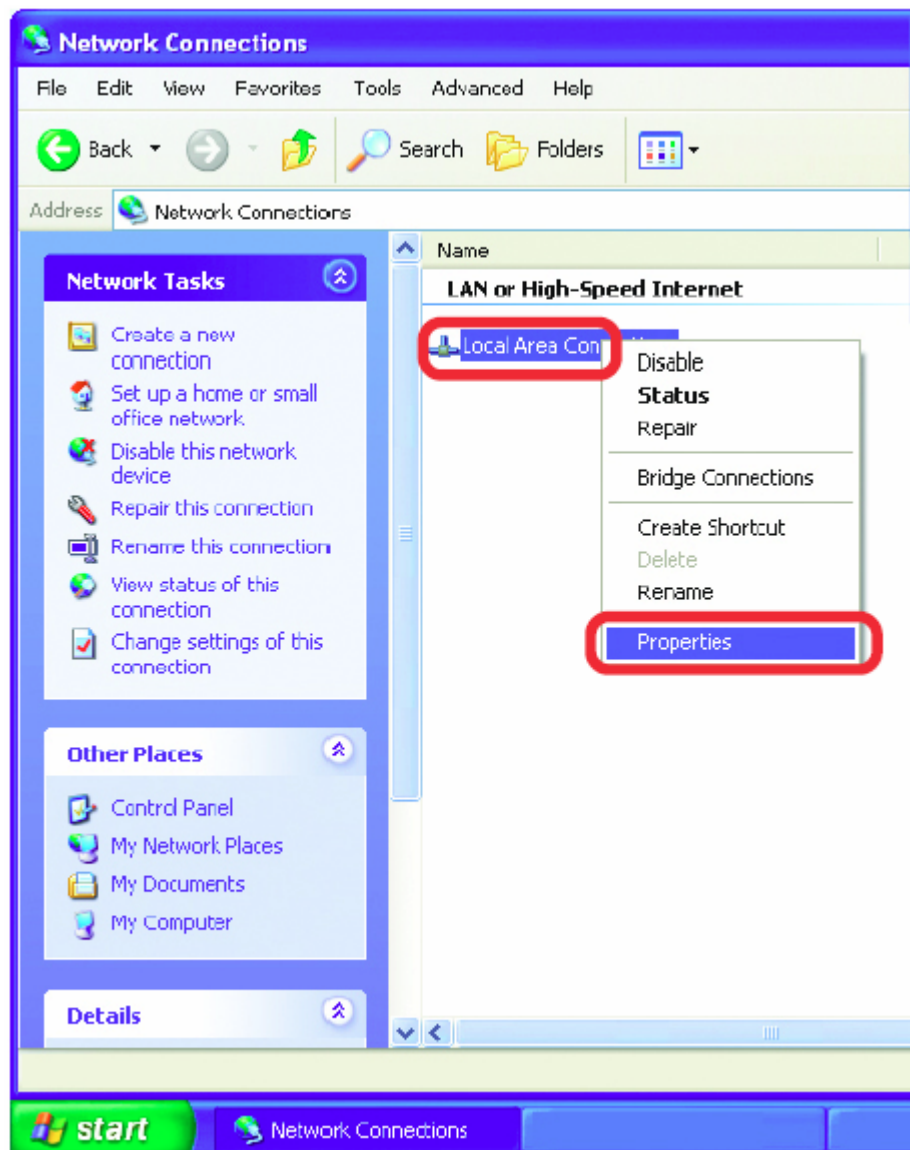 Network Connections
File Edit View Favorites Tools Advanced Help
Back Search Folders
Address Network Connections
Network Tasks
Create a new
connection
Set up a home or small
office network
Disable this network
device
Repair this connection
Rename this connection
View status of this
connection
Change settings of this
connection
Other Places
Control Panel
My Network Places
My Documents
My Computer
Details
Name
LAN or High-Speed Internet
Local Area Con
Disable
Status
Repair
Bridge Connections
Create Shortcut
Delete
Rename
Properties
start Network Connections